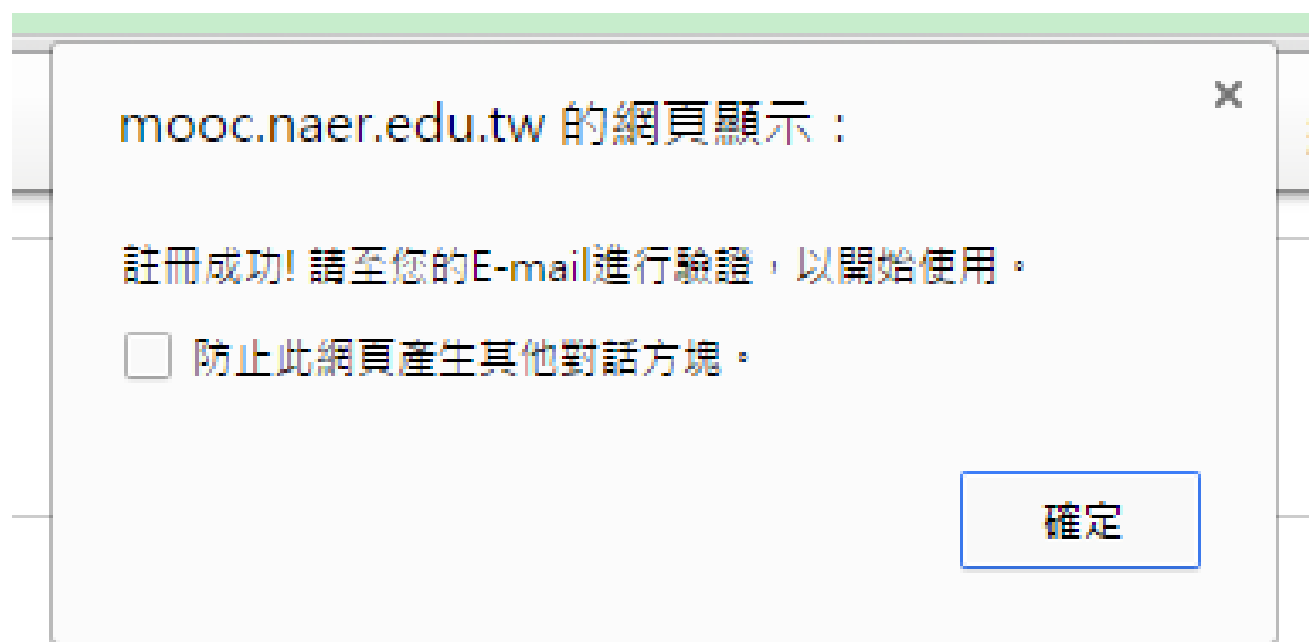 mooc.naer.edu.tw 的網頁顯示：
註冊成功! 請至您的E-mail進行驗證，以開始使用。
防止此網頁產生其他對話方塊。
確定